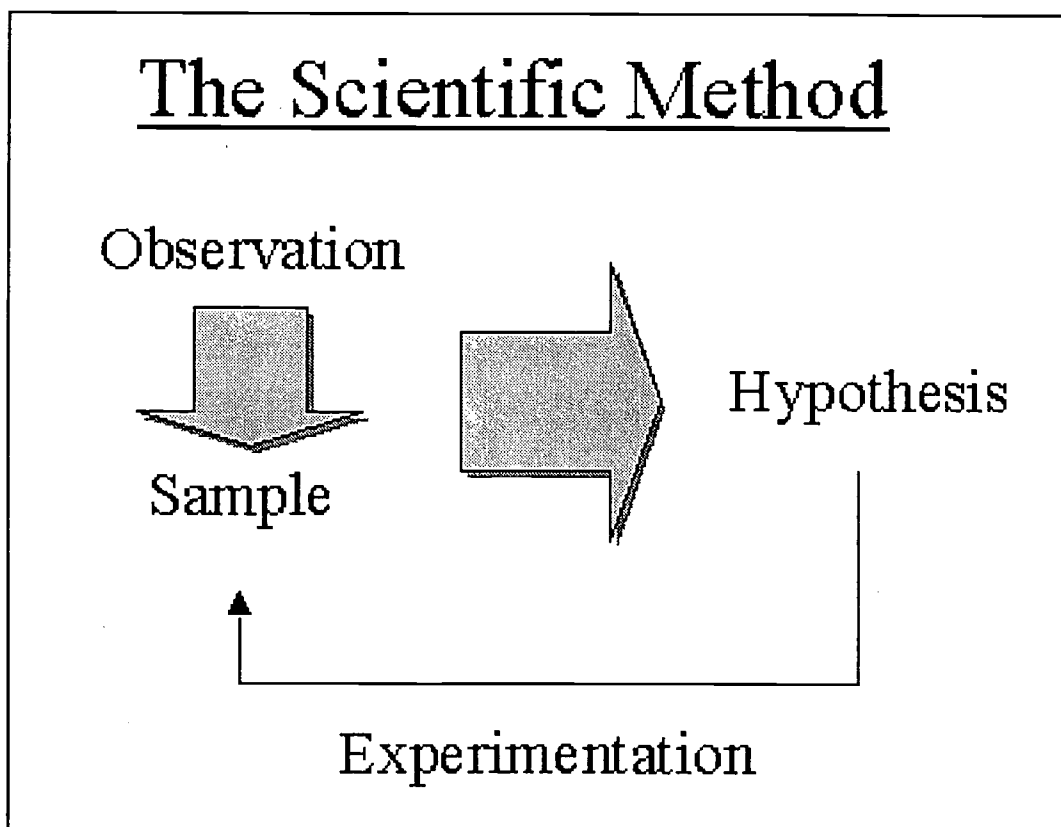 The Scientific Method
Observation
Hypothesis
Sample
Experimentation